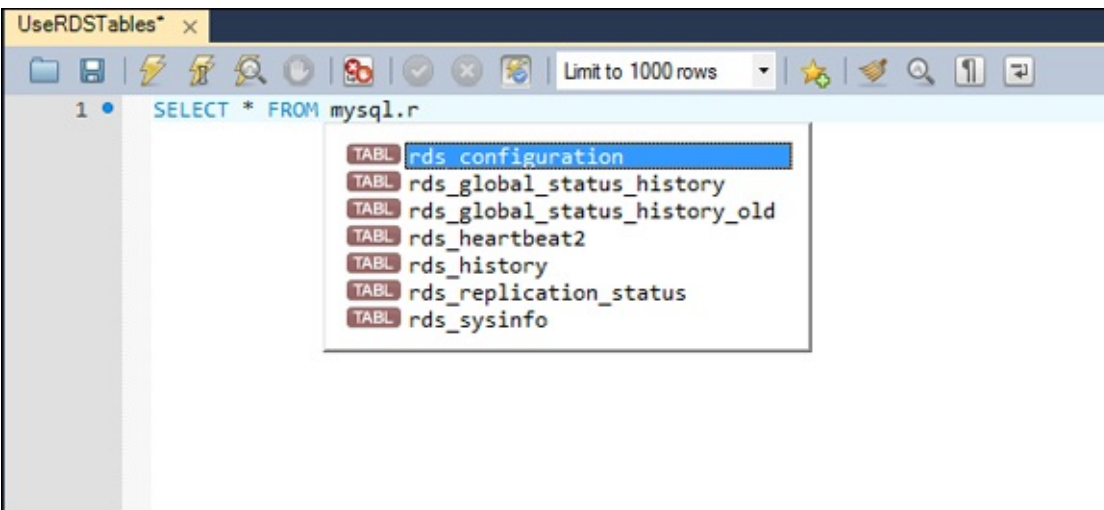 UseRDSTables* ×
Limit to 1000 rows
1 SELECT * FROM mysql.r
TABL rds_configuration
TABL rds_global_status_history
TABL rds_global_status_history_old
TABL rds_heartbeat2
TABL rds_history
TABL rds_replication_status
TABL rds_sysinfo